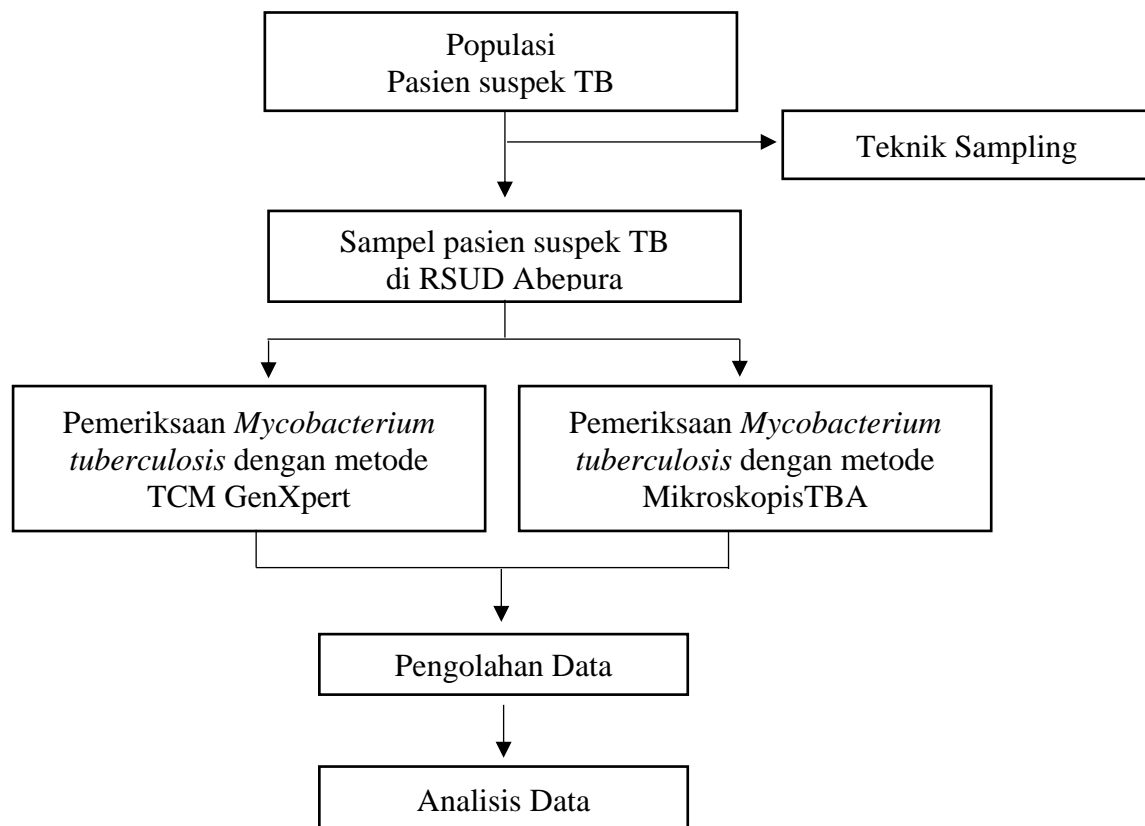 Populasi
Pasien suspek TB
Teknik Sampling
Sampel pasien suspek TB
di RSUD Abepura
Pemeriksaan Mycobacterium
tuberculosis dengan metode
TCM GenXpert
Pemeriksaan Mycobacterium
tuberculosis dengan metode
MikroskopisTBA
Pengolahan Data
Analisis Data